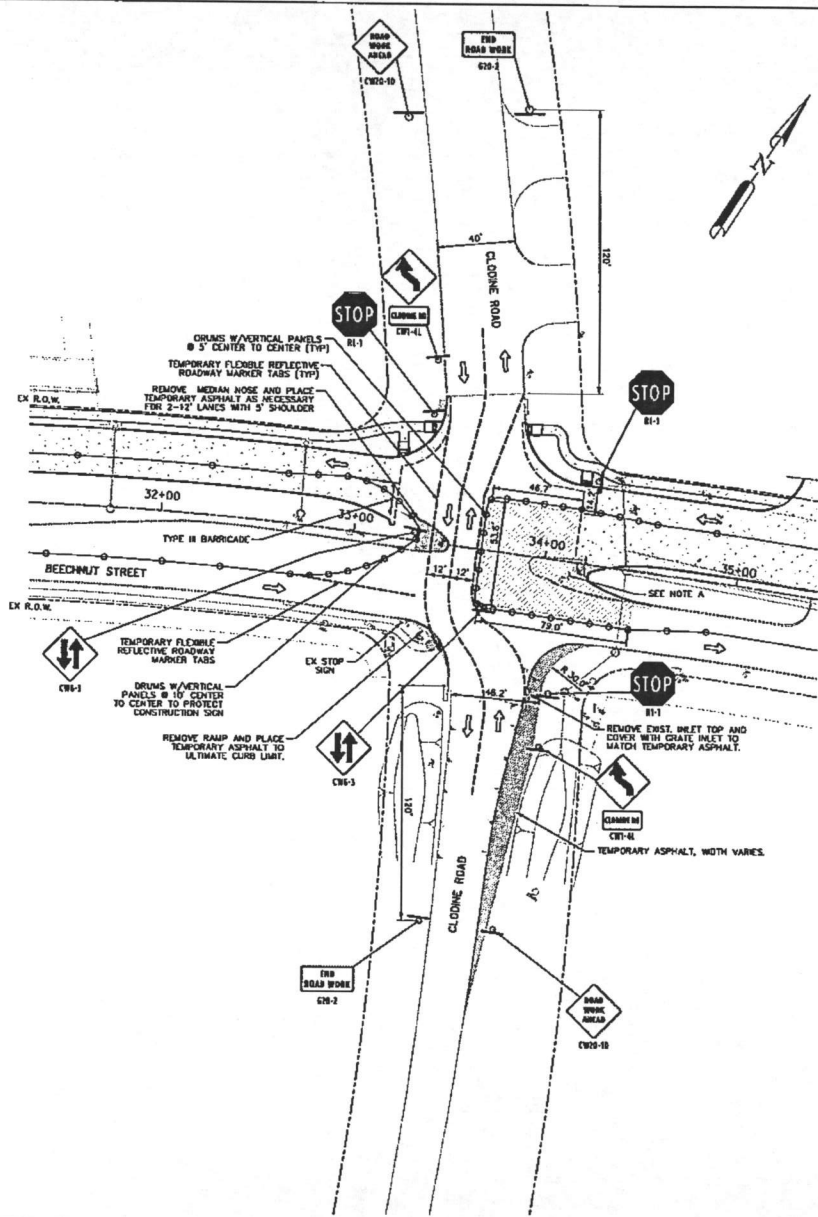 ROAD
WORK
AHEAD
CW20-1D
END
ROAD WORK
G20-2
N
120'
40'
CLODINE ROAD
CLODINE RD
CW1-4L
STOP
R1-1
DRUMS W/VERTICAL PANELS
@ 5' CENTER TO CENTER (TYP)
TEMPORARY FLEXIBLE REFLECTIVE
ROADWAY MARKER TABS (TYP)
REMOVE MEDIAN NOSE AND PLACE
TEMPORARY ASPHALT AS NECESSARY
FOR 2-12' LANES WITH 5' SHOULDER
EX R.O.W.
STOP
R1-1
46.7'
14.2'
53.8'
32+00
33+00
34+00
35+00
TYPE III BARRICADE
BEECHNUT STREET
12'
12'
SEE NOTE A
79.0'
EX R.O.W.
CW6-3
TEMPORARY FLEXIBLE
REFLECTIVE ROADWAY
MARKER TABS
EX STOP
SIGN
DRUMS W/VERTICAL
PANELS @ 10' CENTER
TO CENTER TO PROTECT
CONSTRUCTION SIGN
REMOVE RAMP AND PLACE
TEMPORARY ASPHALT TO
ULTIMATE CURB LIMIT.
CW6-3
R 30.0'
46.2'
STOP
R1-1
REMOVE EXIST. INLET TOP AND
COVER WITH GRATE INLET TO
MATCH TEMPORARY ASPHALT.
CLODINE RD
CW1-4L
TEMPORARY ASPHALT, WIDTH VARIES.
120'
CLODINE ROAD
END
ROAD WORK
G20-2
ROAD
WORK
AHEAD
CW20-1D